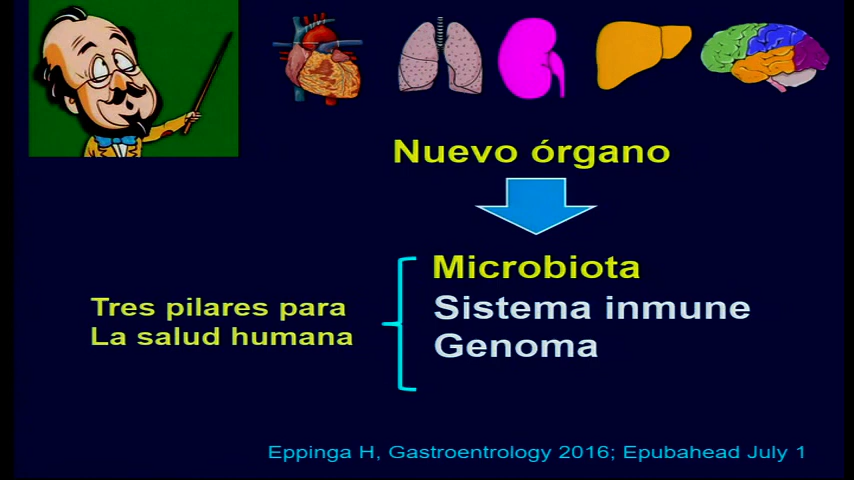 Nuevo órgano
Microbiota
Tres pilares para
La salud humana
Sistema inmune
Genoma
Eppinga H, Gastroentrology 2016; Epubahead July 1